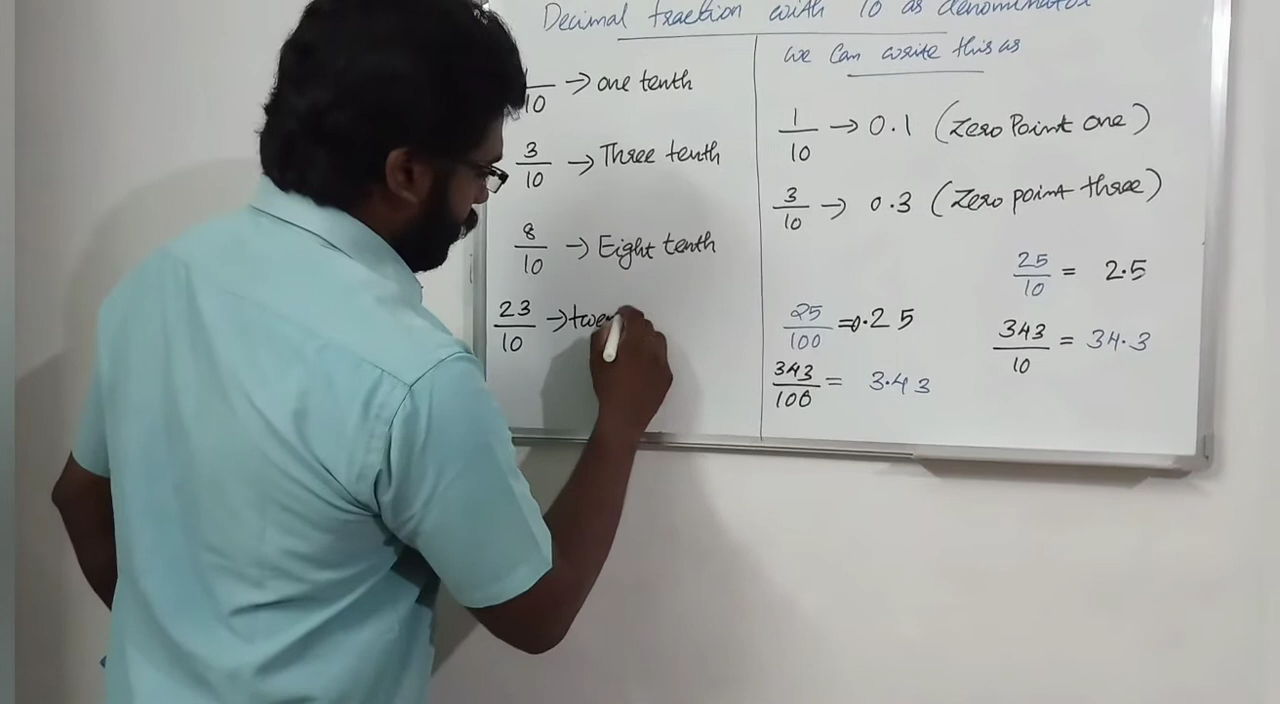 Decimal fraction with 10 as denominator
10 → one tenth
3/10 → Three tenth
8/10 → Eight tenth
23/10 → twe
we can write this as
1/10 → 0.1 (Zero Point one)
3/10 → 0.3 (Zero point three)
25/10 = 2.5
25/100 = 0.25
343/10 = 34.3
343/100 = 3.43